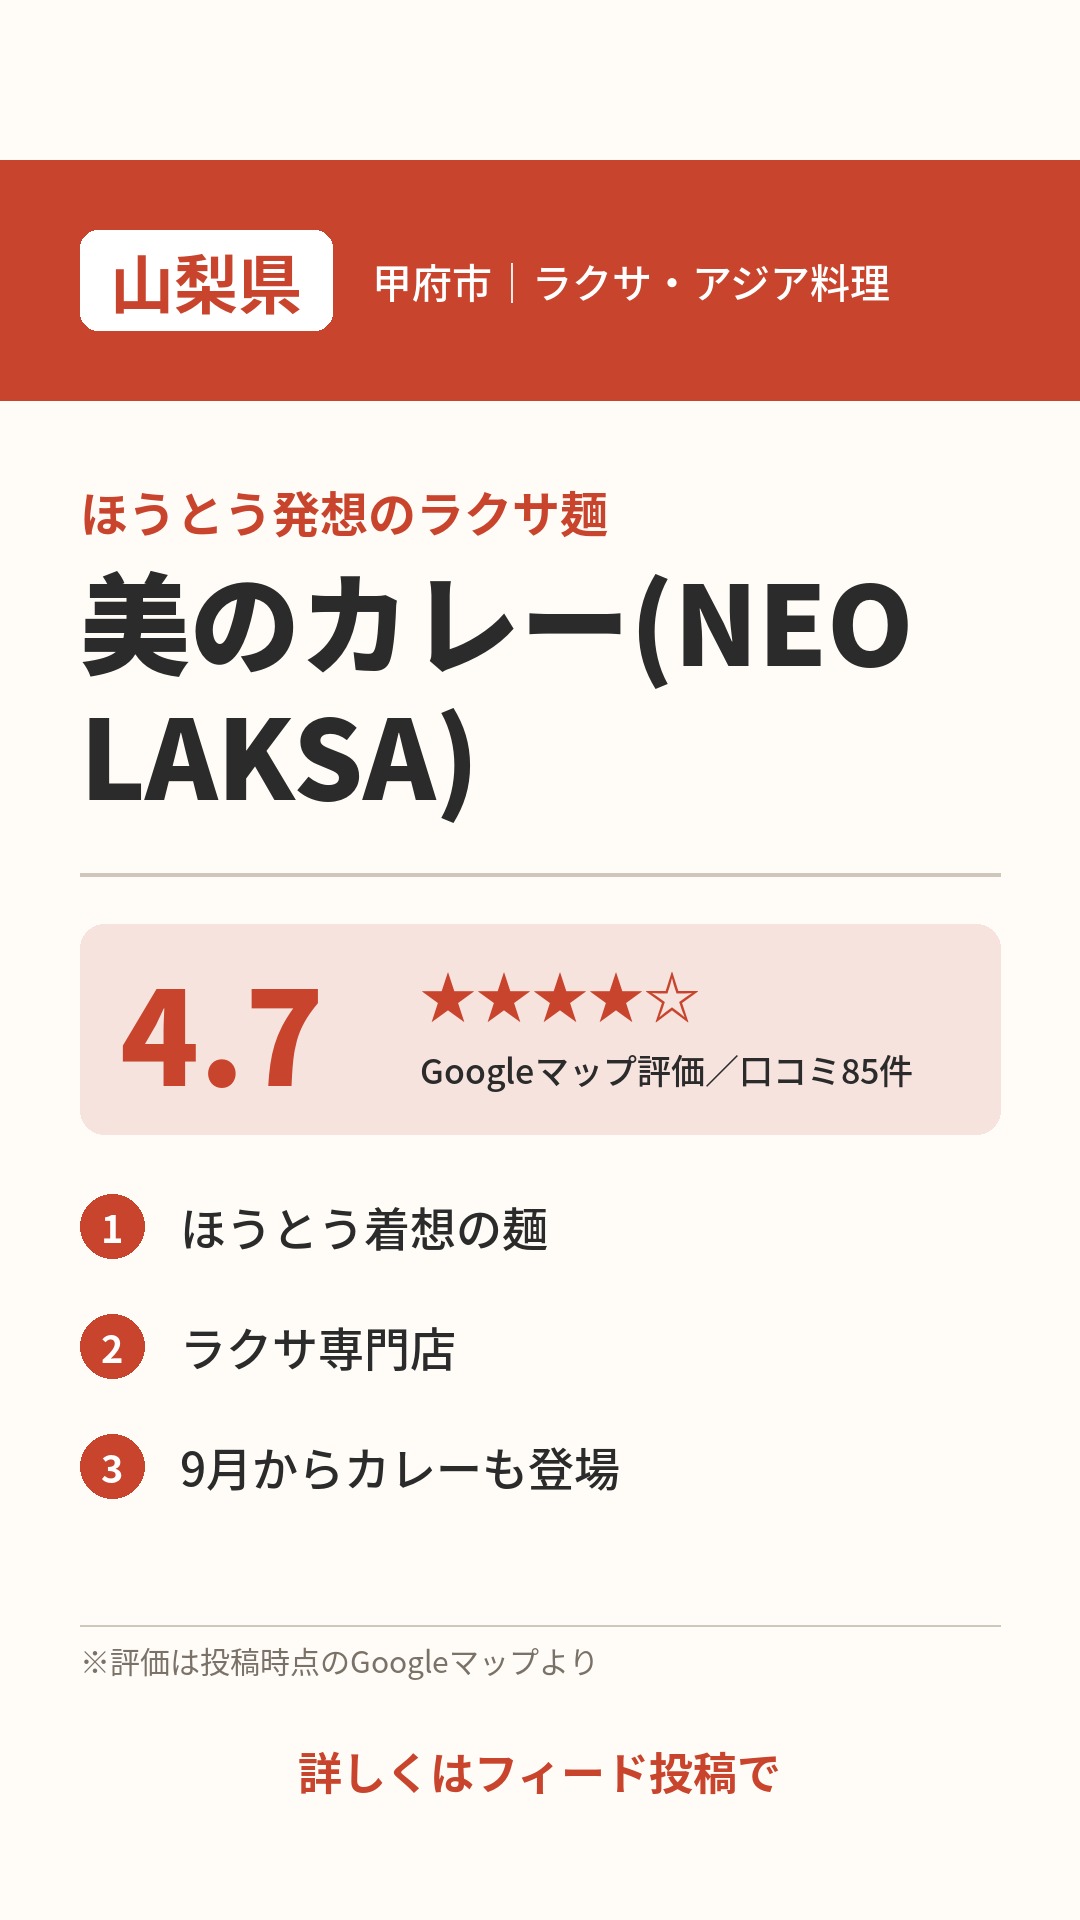 山梨県
甲府市｜ラクサ・アジア料理
ほうとう発想のラクサ麺
美のカレー(NEO
LAKSA)
4.7
★★★★☆
Googleマップ評価／口コミ85件
1 ほうとう着想の麺
2 ラクサ専門店
3 9月からカレーも登場
※評価は投稿時点のGoogleマップより
詳しくはフィード投稿で